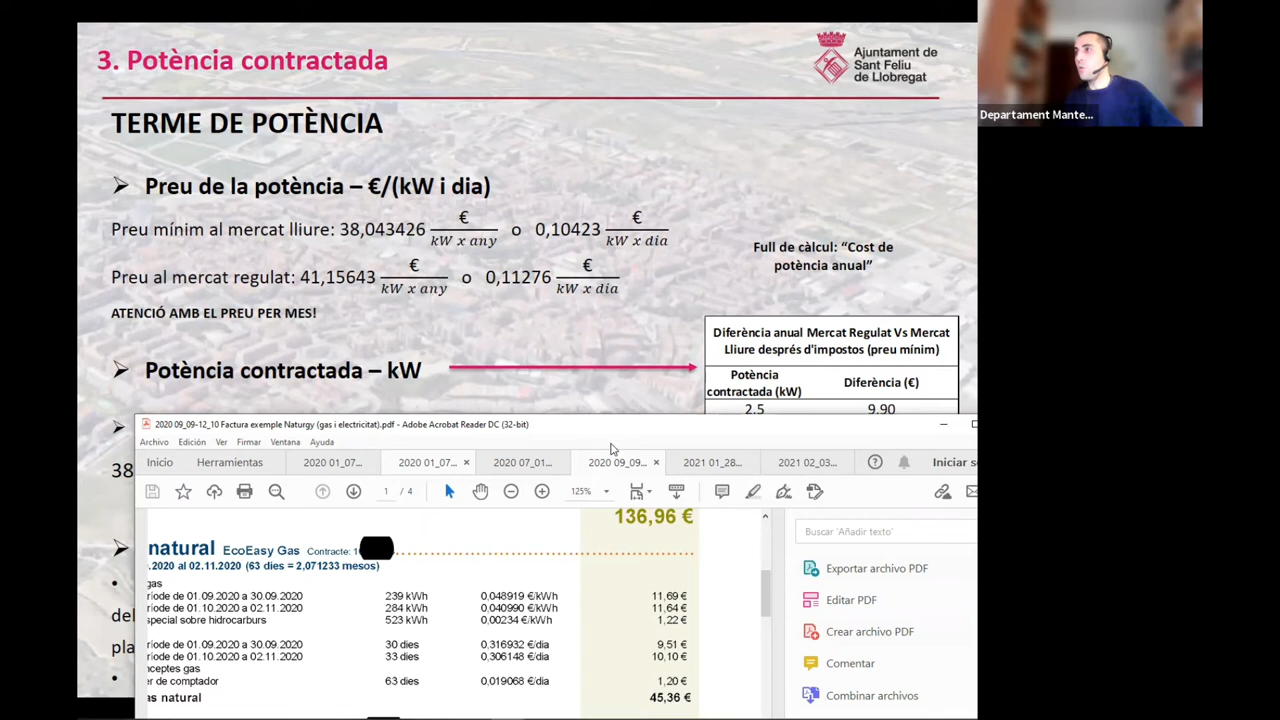 3. Potència contractada
Ajuntament de
Sant Feliu
de Llobregat
Departament Mante...
TERME DE POTÈNCIA
Preu de la potència – €/(kW i dia)
Preu mínim al mercat lliure: 38,043426 €/(kW x any) o 0,10423 €/(kW x dia)
Preu al mercat regulat: 41,15643 €/(kW x any) o 0,11276 €/(kW x dia)
ATENCIÓ AMB EL PREU PER MES!
Full de càlcul: “Cost de
potència anual”
Potència contractada – kW
Diferència anual Mercat Regulat Vs Mercat
Lliure després d'impostos (preu mínim)
Potència
contractada (kW)
Diferència (€)
2.5 9.90
38
del
pla
2020 09_09-12_10 Factura exemple Naturgy (gas i electricitat).pdf - Adobe Acrobat Reader DC (32-bit)
Archivo Edición Ver Firmar Ventana Ayuda
Inicio Herramientas 2020 01_07... 2020 01_07... × 2020 07_01... 2020 09_09... × 2021 01_28... 2021 02_03... Iniciar se
1 / 4 125%
136,96 €
natural EcoEasy Gas Contracte: 1
.2020 al 02.11.2020 (63 dies = 2,071233 mesos)
gas
ríode de 01.09.2020 a 30.09.2020 239 kWh 0,048919 €/kWh 11,69 €
ríode de 01.10.2020 a 02.11.2020 284 kWh 0,040990 €/kWh 11,64 €
special sobre hidrocarburs 523 kWh 0,00234 €/kWh 1,22 €
ríode de 01.09.2020 a 30.09.2020 30 dies 0,316932 €/dia 9,51 €
ríode de 01.10.2020 a 02.11.2020 33 dies 0,306148 €/dia 10,10 €
nceptes gas
er de comptador 63 dies 0,019068 €/dia 1,20 €
as natural 45,36 €
Buscar 'Añadir texto'
Exportar archivo PDF
Editar PDF
Crear archivo PDF
Comentar
Combinar archivos